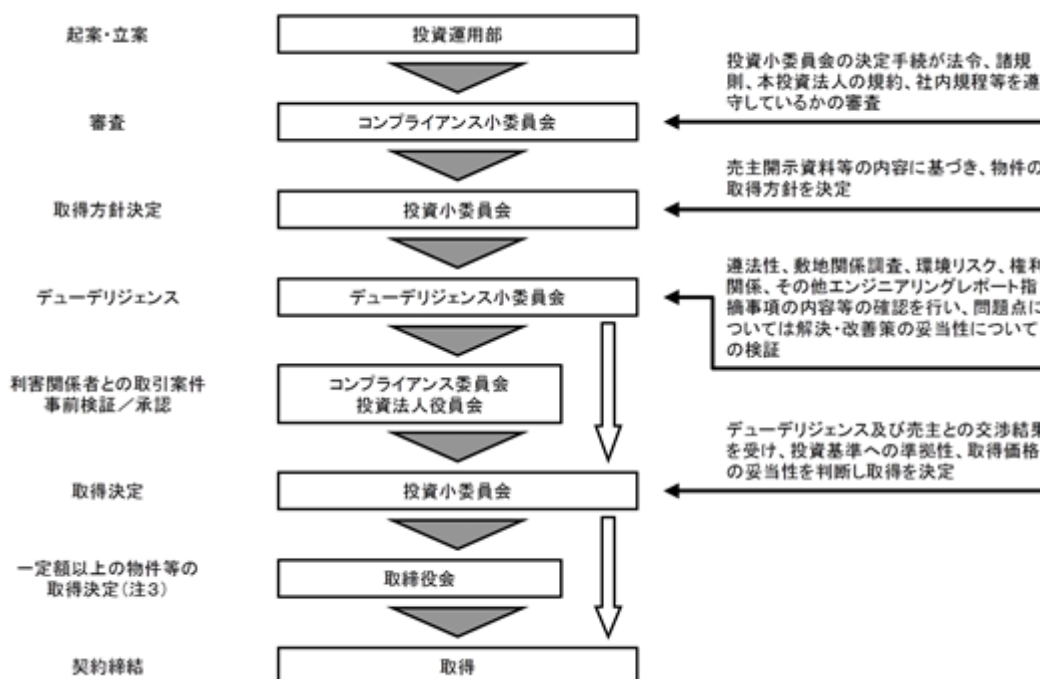 起案・立案
投資運用部
投資小委員会の決定手続が法令、諸規
則、本投資法人の規約、社内規程等を遵
守しているかの審査
審査
コンプライアンス小委員会
売主開示資料等の内容に基づき、物件の
取得方針を決定
取得方針決定
投資小委員会
遵法性、敷地関係調査、環境リスク、権利
関係、その他エンジニアリングレポート指
摘事項の内容等の確認を行い、問題点に
ついては解決・改善策の妥当性について
の検証
デューデリジェンス
デューデリジェンス小委員会
利害関係者との取引案件
事前検証／承認
コンプライアンス委員会
投資法人役員会
デューデリジェンス及び売主との交渉結果
を受け、投資基準への準拠性、取得価格
の妥当性を判断し取得を決定
取得決定
投資小委員会
一定額以上の物件等の
取得決定(注3)
取締役会
契約締結
取得